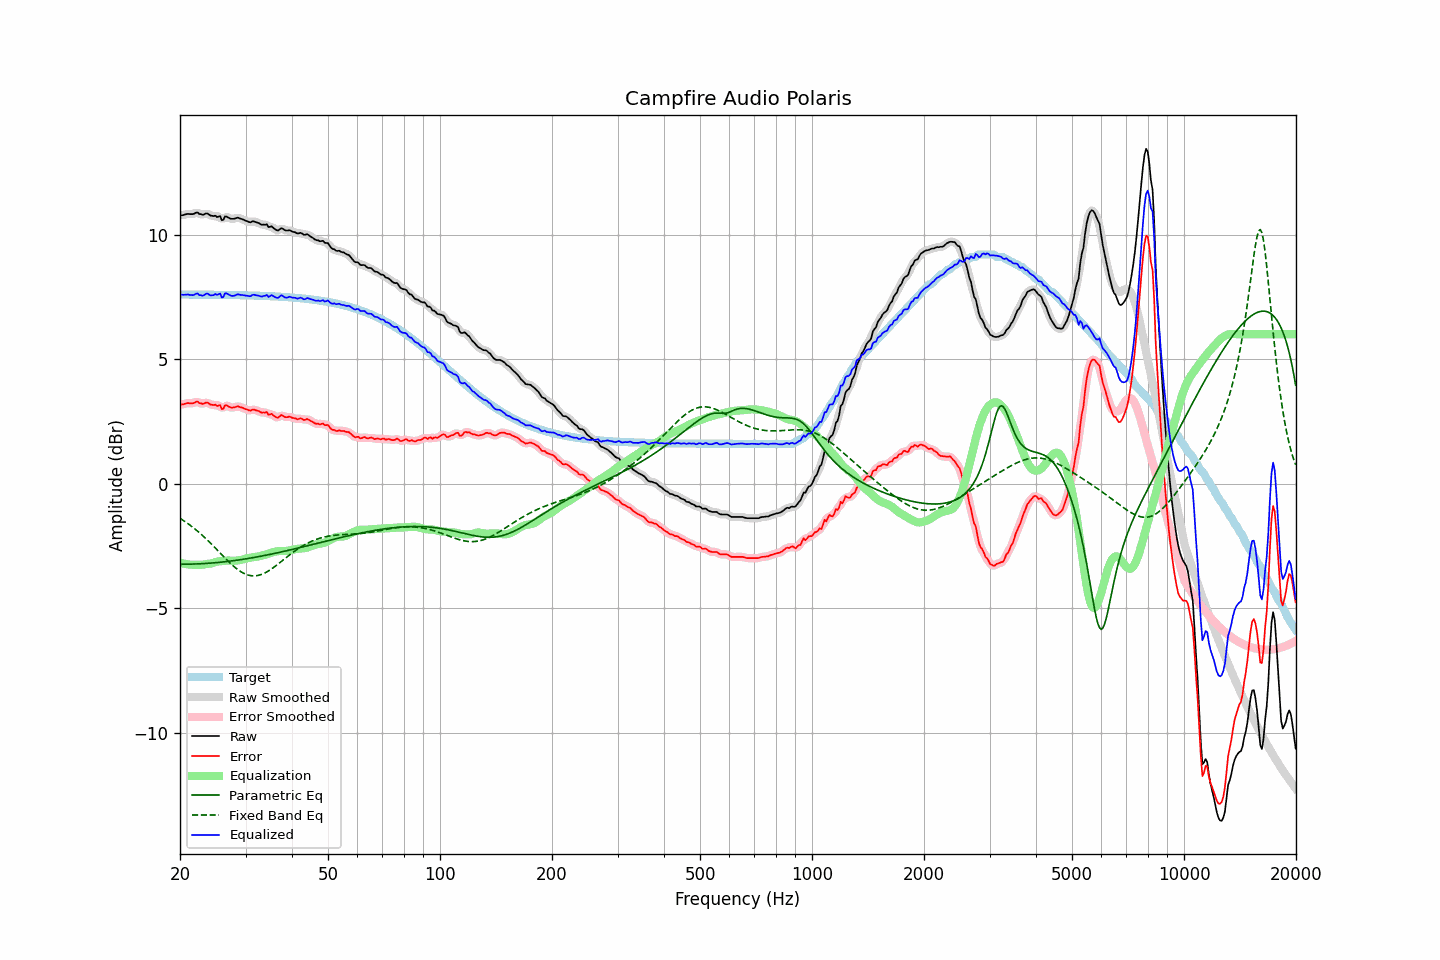 Campfire Audio Polaris
Amplitude (dBr)
10
5
0
−5
−10
Target
Raw Smoothed
Error Smoothed
Raw
Error
Equalization
Parametric Eq
Fixed Band Eq
Equalized
20 50 100 200 500 1000 2000 5000 10000 20000
Frequency (Hz)